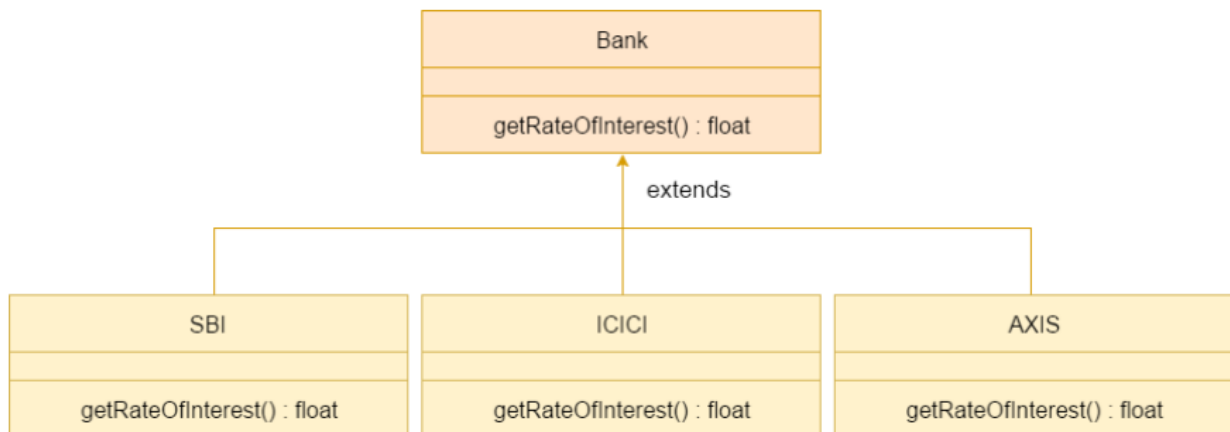 Bank
getRateOfInterest() : float
extends
SBI
ICICI
AXIS
getRateOfInterest() : float
getRateOfInterest() : float
getRateOfInterest() : float